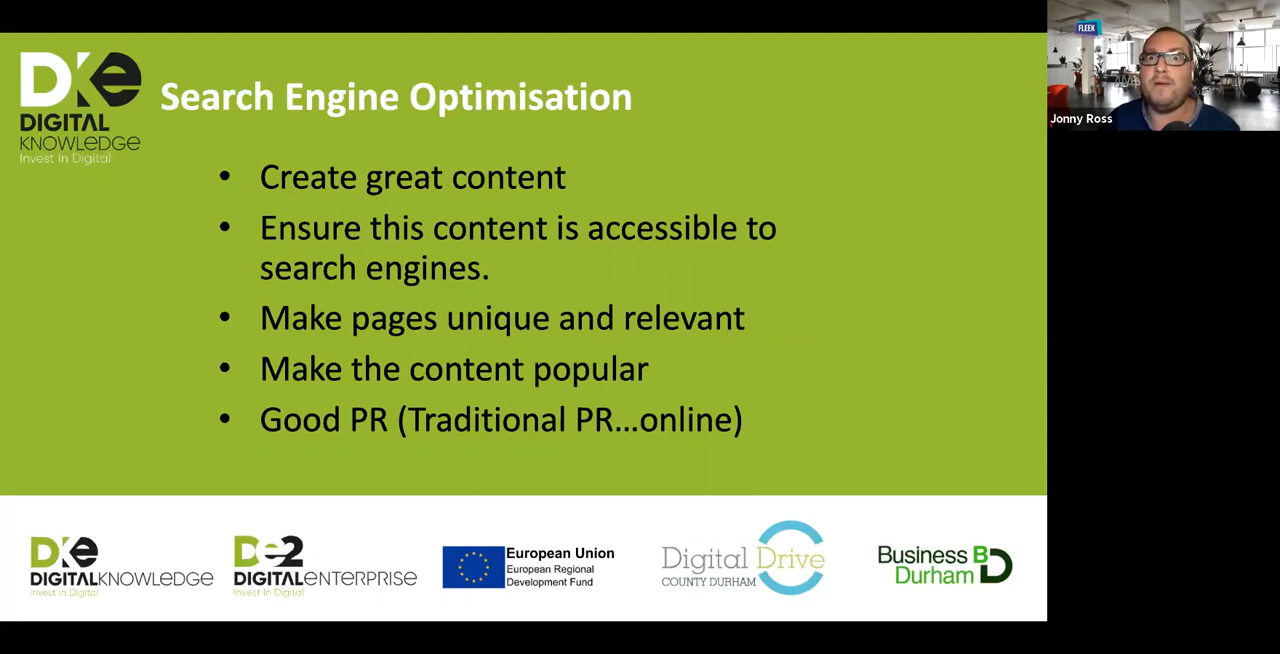 DKe
DIGITAL
KNOWLEDGE
Invest In Digital
Search Engine Optimisation
• Create great content
• Ensure this content is accessible to
search engines.
• Make pages unique and relevant
• Make the content popular
• Good PR (Traditional PR...online)
FLEEK
Jonny Ross
DKe
DIGITALKNOWLEDGE
Invest In Digital
De2
DIGITALENTERPRISE
Invest In Digital
European Union
European Regional
Development Fund
Digital Drive
COUNTY DURHAM
Business BD
Durham